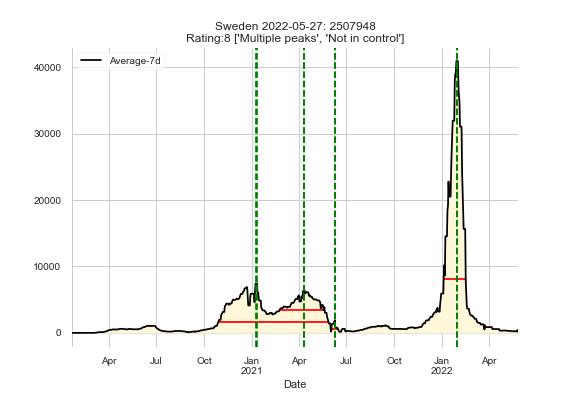 Sweden 2022-05-27: 2507948
Rating:8 ['Multiple peaks', 'Not in control']
Average-7d
40000
30000
20000
10000
0
Apr Jul Oct Jan Apr Jul Oct Jan Apr
2021 2022
Date